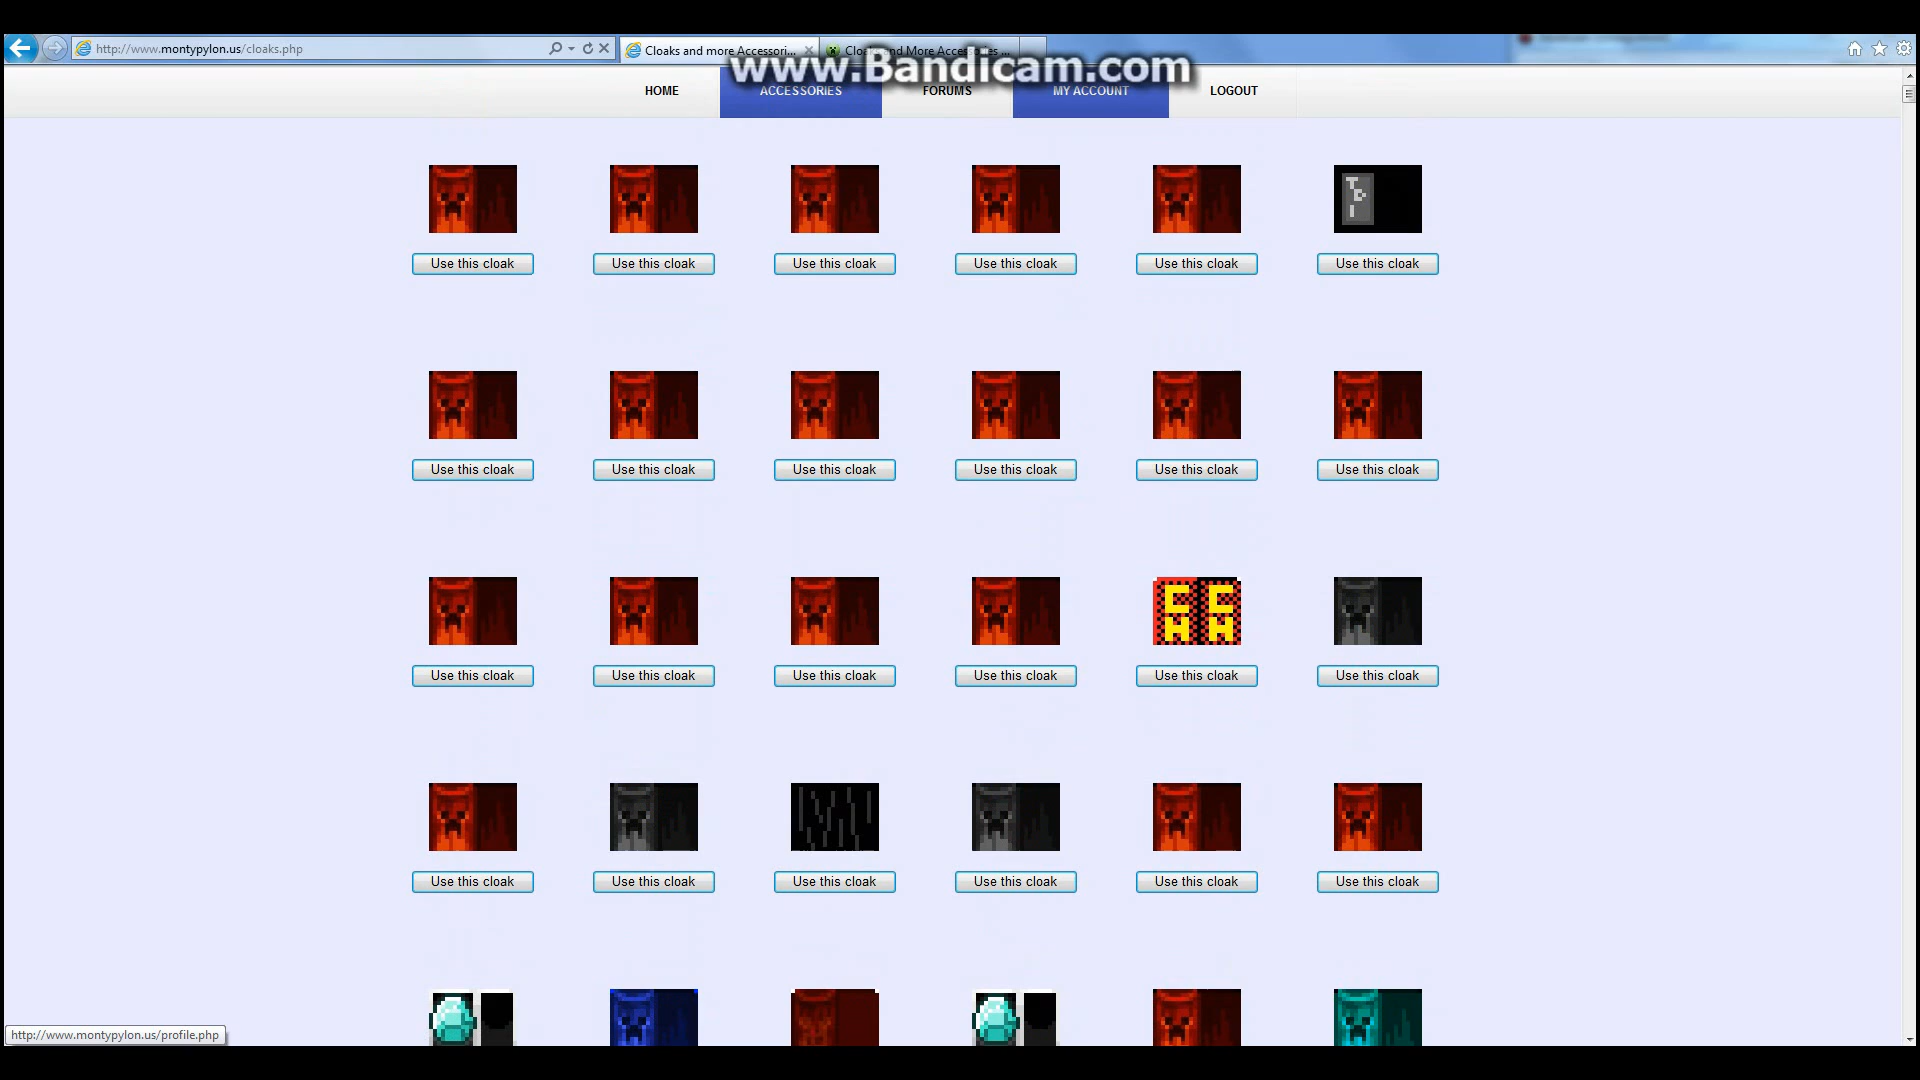 http://www.montypylon.us/cloaks.php
Cloaks and more Accessori...
Cloaks and More Accessories ...
www.Bandicam.com
HOME
ACCESSORIES
FORUMS
MY ACCOUNT
LOGOUT
T
D
I
Use this cloak Use this cloak Use this cloak Use this cloak Use this cloak Use this cloak
Use this cloak Use this cloak Use this cloak Use this cloak Use this cloak Use this cloak
C C
Use this cloak Use this cloak Use this cloak Use this cloak Use this cloak Use this cloak
Use this cloak Use this cloak Use this cloak Use this cloak Use this cloak Use this cloak
http://www.montypylon.us/profile.php